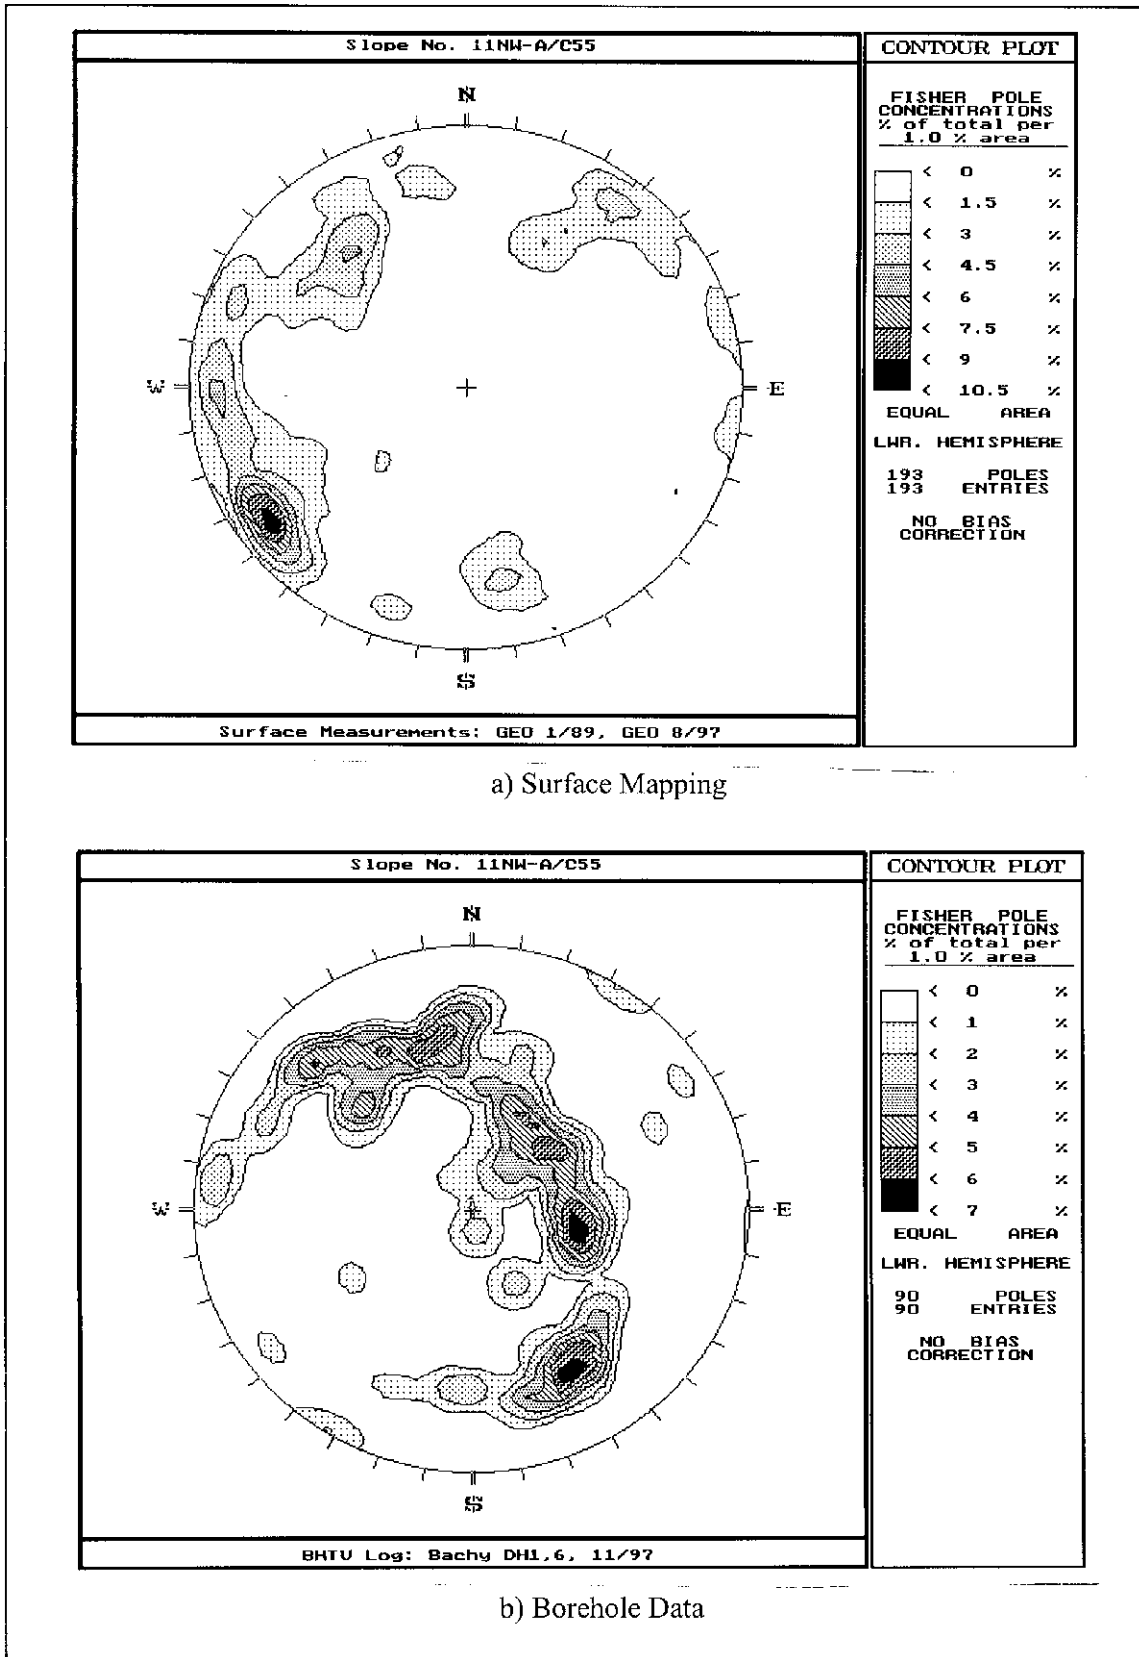 Slope No. 11NW-A/C55
CONTOUR PLOT
FISHER POLE
CONCENTRATIONS
% of total per
1.0 % area
< 0 %
< 1.5 %
< 3 %
< 4.5 %
< 6 %
< 7.5 %
< 9 %
< 10.5 %
EQUAL AREA
LWR. HEMISPHERE
193 POLES
193 ENTRIES
NO BIAS
CORRECTION
N
W
E
S
Surface Measurements: GEO 1/89, GEO 8/97
a) Surface Mapping
Slope No. 11NW-A/C55
CONTOUR PLOT
FISHER POLE
CONCENTRATIONS
% of total per
1.0 % area
< 0 %
< 1 %
< 2 %
< 3 %
< 4 %
< 5 %
< 6 %
< 7 %
EQUAL AREA
LWR. HEMISPHERE
90 POLES
90 ENTRIES
NO BIAS
CORRECTION
N
W
E
S
BHTV Log: Bachy DH1,6, 11/97
b) Borehole Data